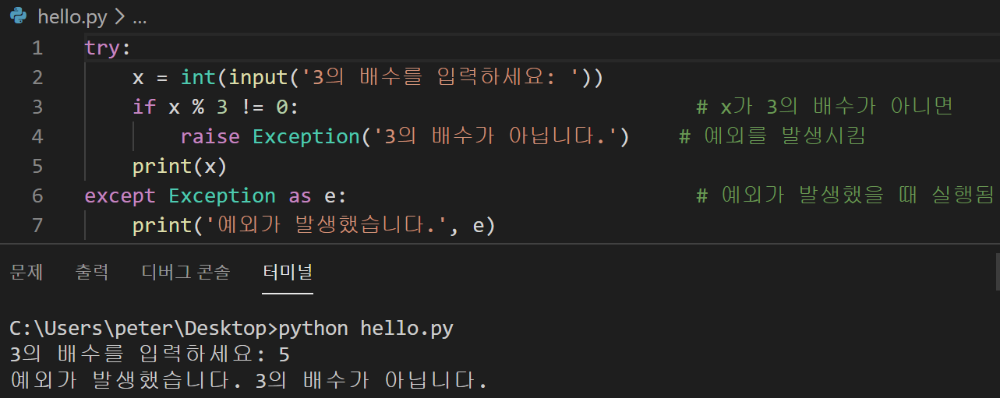 hello.py > ...
1 try:
2     x = int(input('3의 배수를 입력하세요: '))
3     if x % 3 != 0:                                 # x가 3의 배수가 아니면
4         raise Exception('3의 배수가 아닙니다.')    # 예외를 발생시킴
5     print(x)
6 except Exception as e:                             # 예외가 발생했을 때 실행됨
7     print('예외가 발생했습니다.', e)
문제 출력 디버그 콘솔 터미널
C:\Users\peter\Desktop>python hello.py
3의 배수를 입력하세요: 5
예외가 발생했습니다. 3의 배수가 아닙니다.